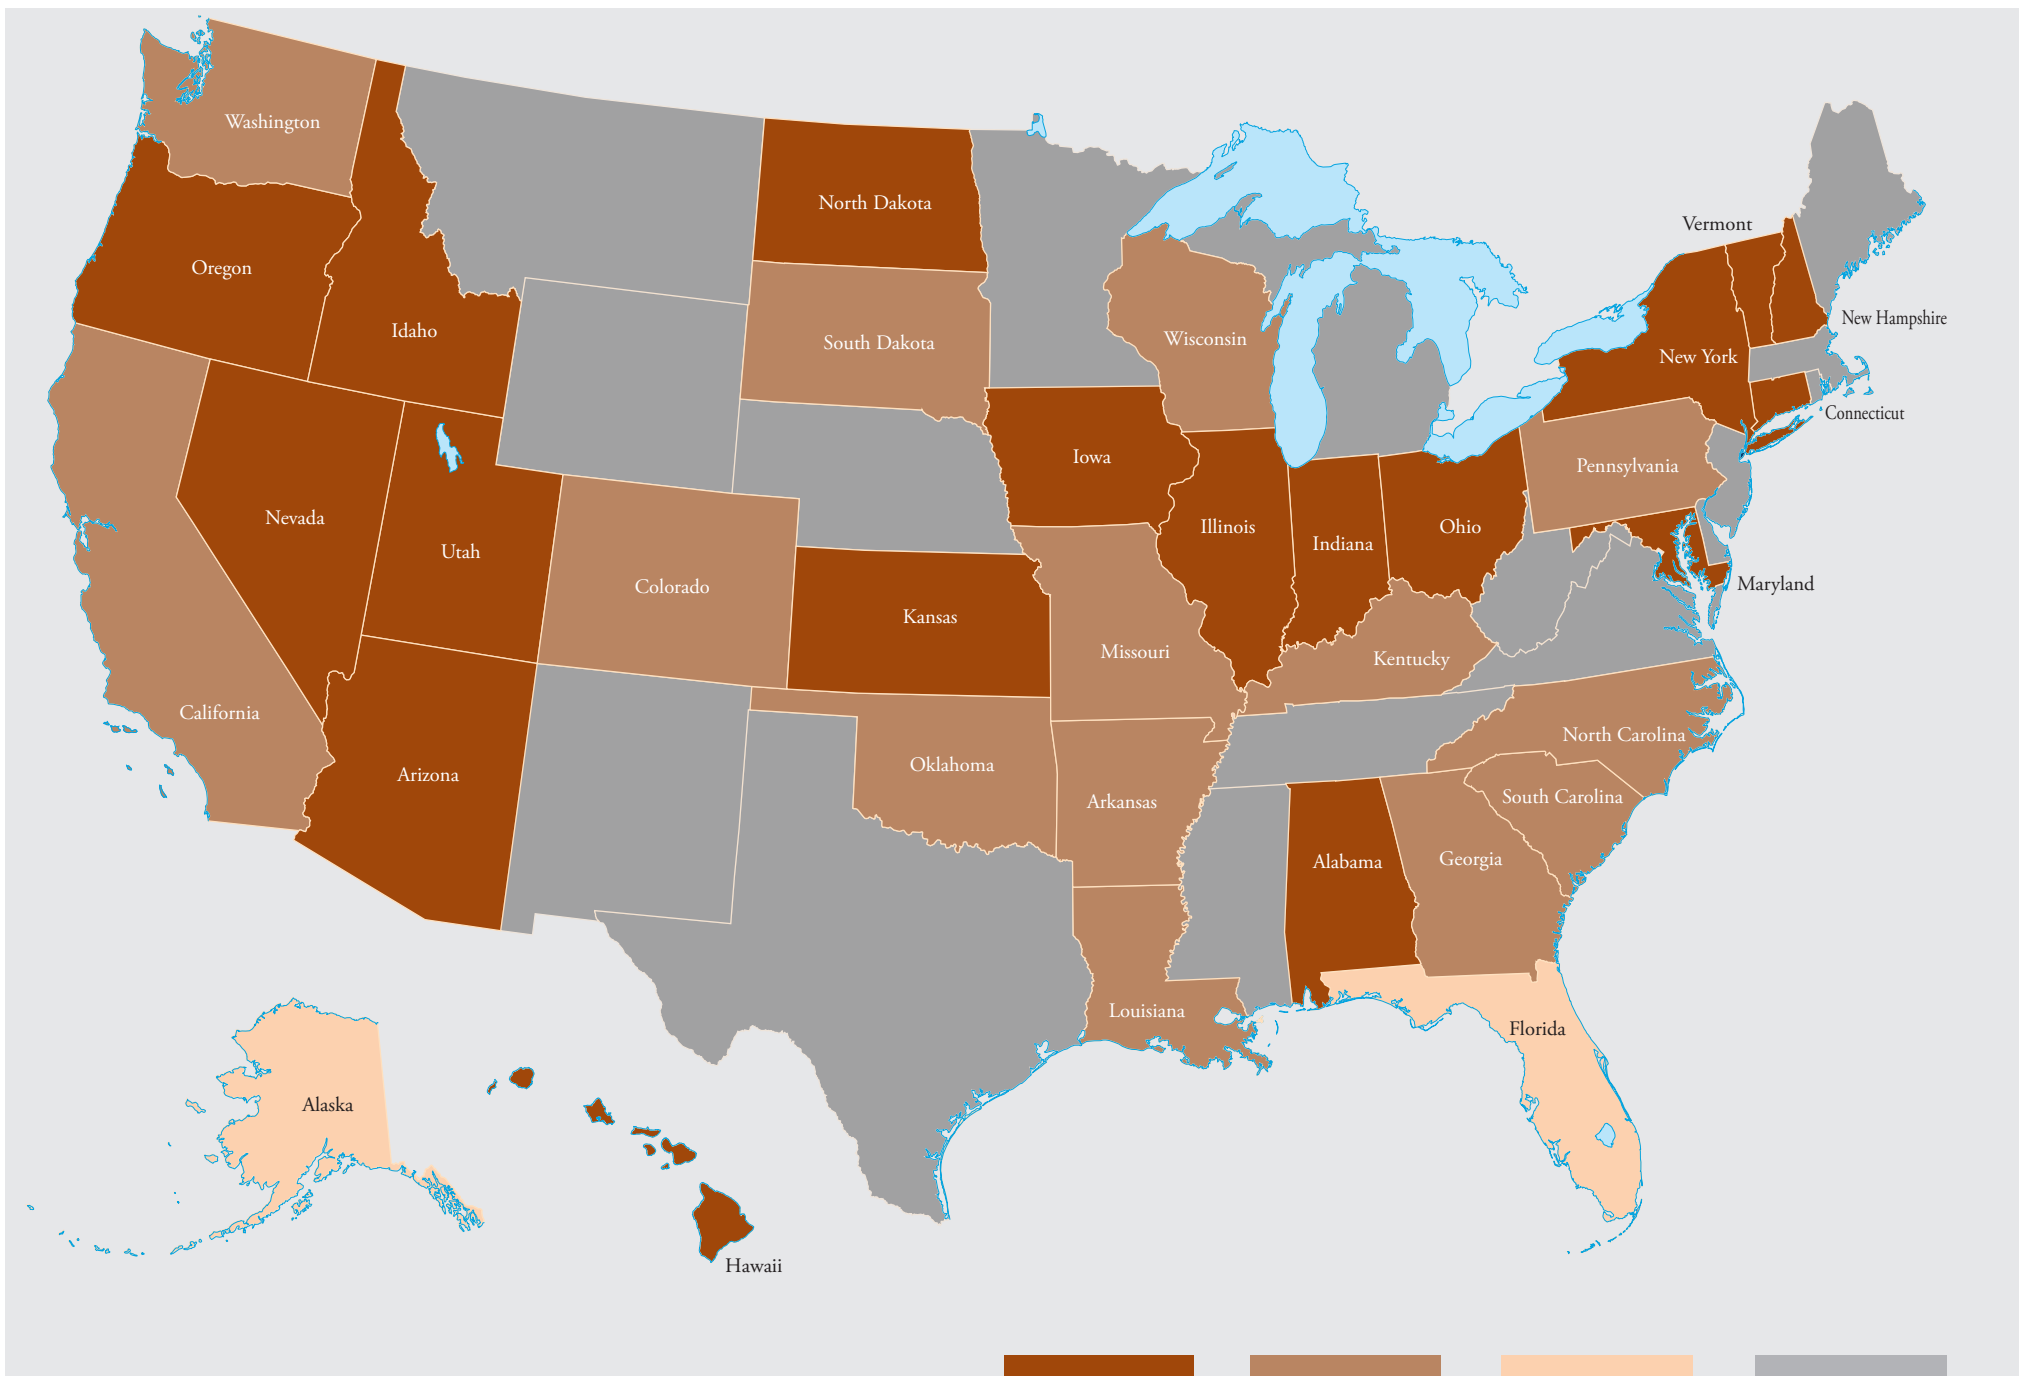 Washington
North Dakota
Vermont
Oregon
Idaho
New Hampshire
South Dakota
Wisconsin
New York
Connecticut
Iowa
Pennsylvania
Nevada
Illinois
Ohio
Utah
Indiana
Maryland
Colorado
Kansas
Missouri
Kentucky
California
North Carolina
Arizona
Oklahoma
South Carolina
Arkansas
Alabama
Georgia
Louisiana
Florida
Alaska
Hawaii